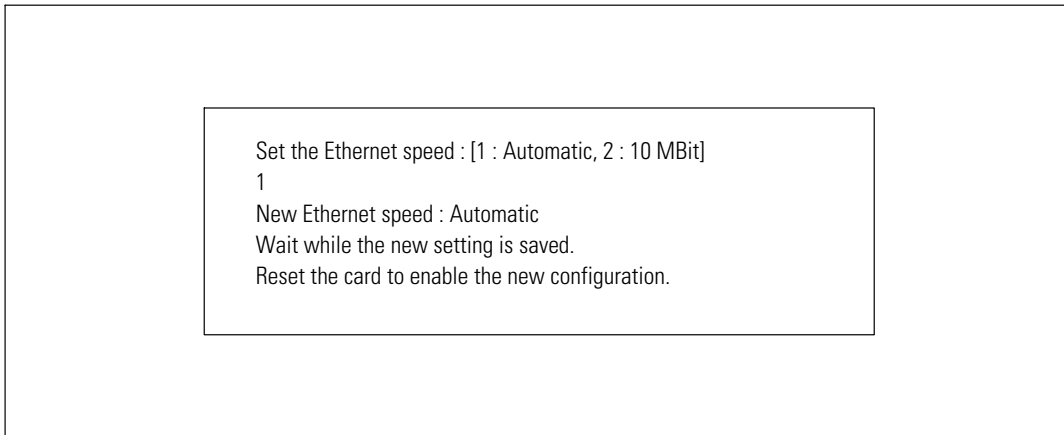 Set the Ethernet speed : [1 : Automatic, 2 : 10 MBit]
1
New Ethernet speed : Automatic
Wait while the new setting is saved.
Reset the card to enable the new configuration.